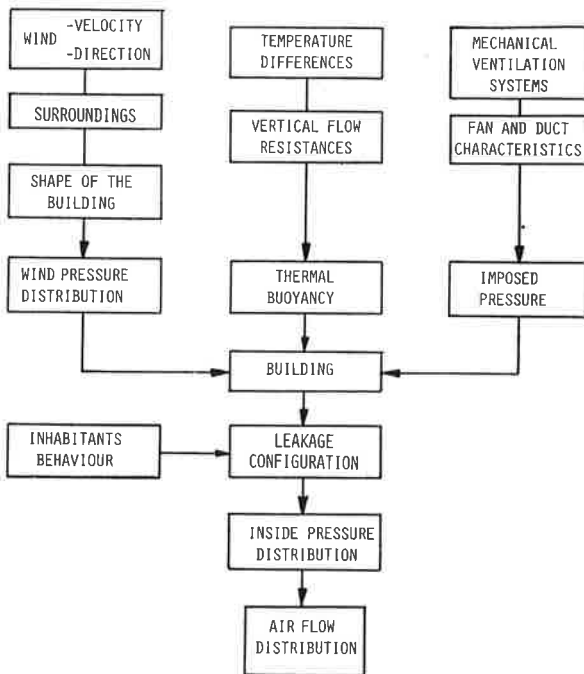 WIND -VELOCITY
-DIRECTION
SURROUNDINGS
SHAPE OF THE
BUILDING
WIND PRESSURE
DISTRIBUTION
TEMPERATURE
DIFFERENCES
VERTICAL FLOW
RESISTANCES
THERMAL
BUOYANCY
MECHANICAL
VENTILATION
SYSTEMS
FAN AND DUCT
CHARACTERISTICS
IMPOSED
PRESSURE
BUILDING
INHABITANTS
BEHAVIOUR
LEAKAGE
CONFIGURATION
INSIDE PRESSURE
DISTRIBUTION
AIR FLOW
DISTRIBUTION